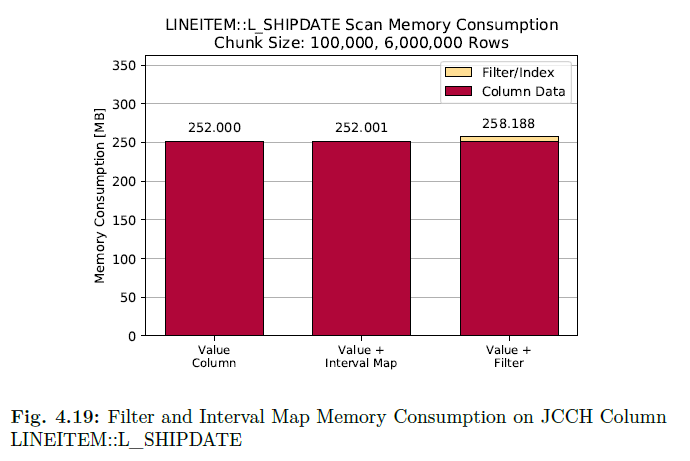 LINEITEM::L_SHIPDATE Scan Memory Consumption
Chunk Size: 100,000, 6,000,000 Rows
Memory Consumption [MB]
350
300
250
200
150
100
50
0
Filter/Index
Column Data
252.000
252.001
258.188
Value
Column
Value +
Interval Map
Value +
Filter
Fig. 4.19: Filter and Interval Map Memory Consumption on JCCH Column
LINEITEM::L_SHIPDATE